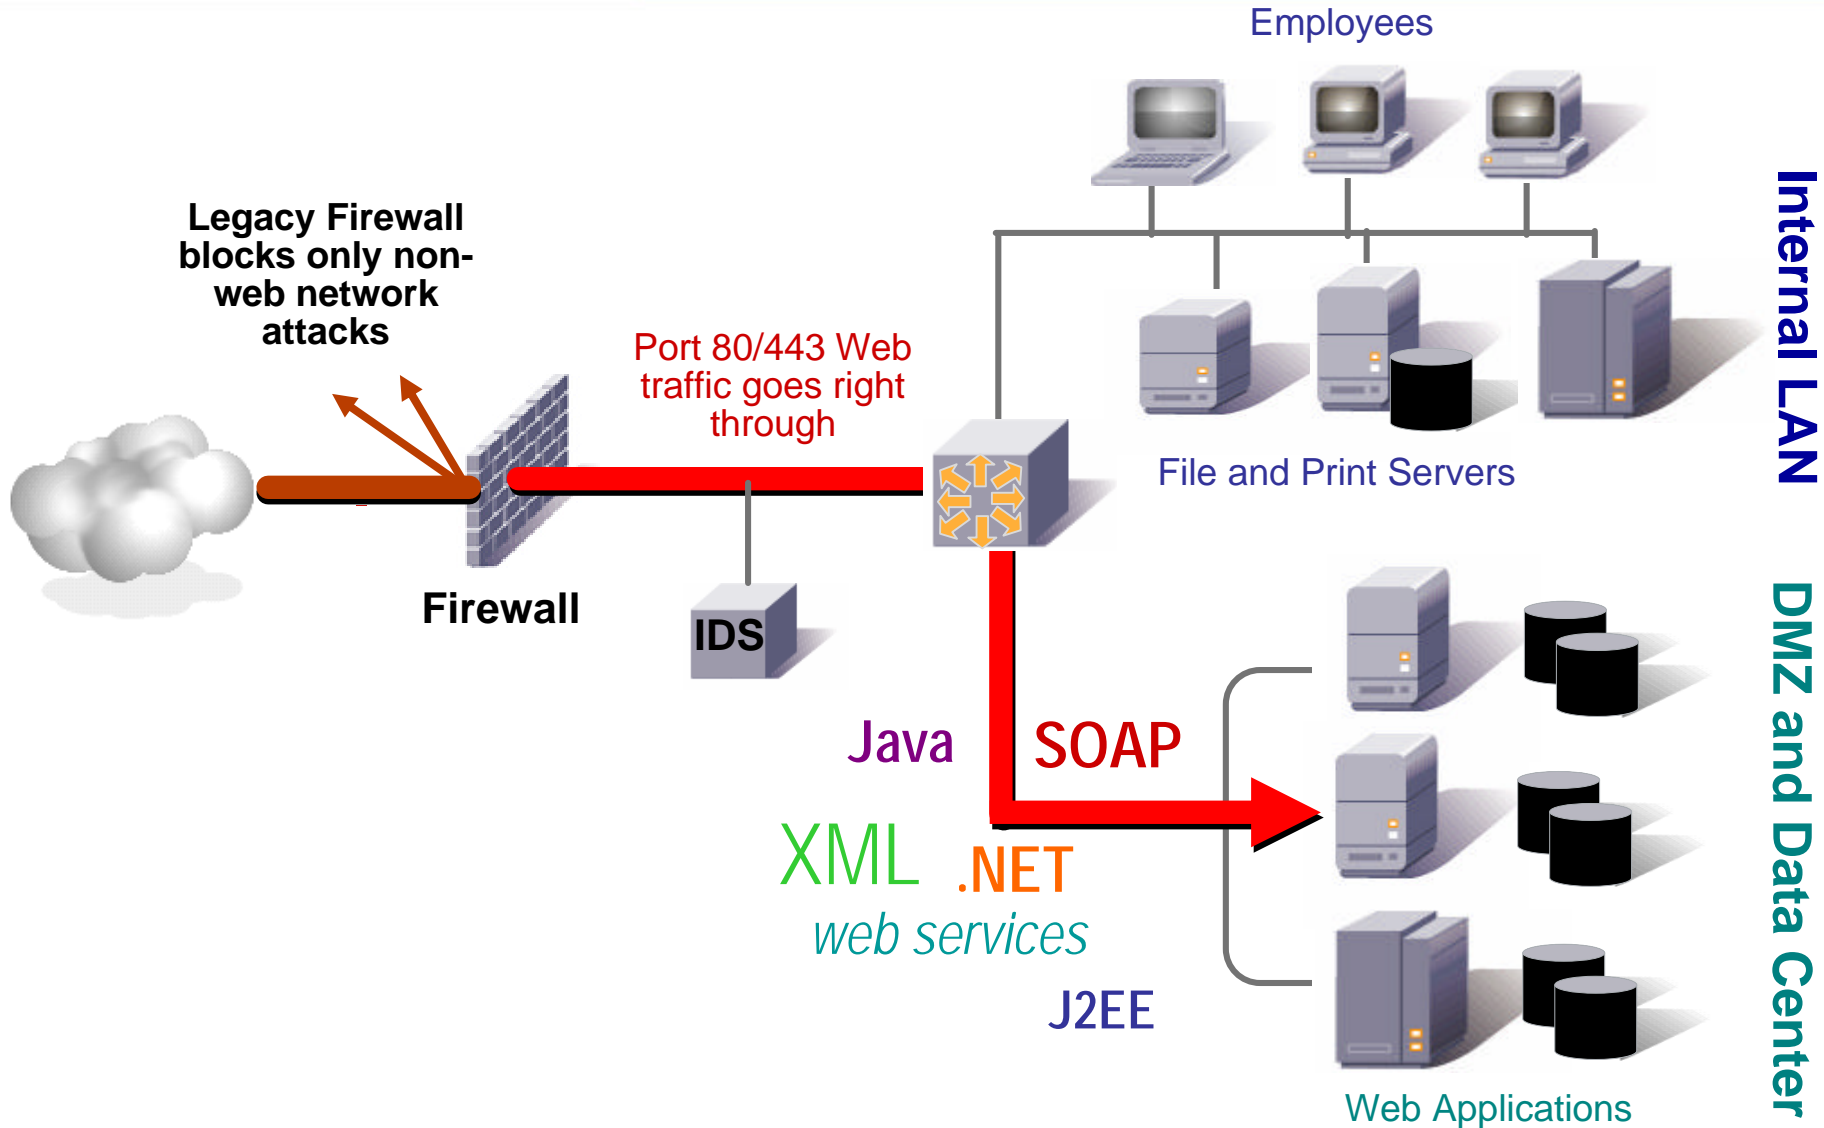 Employees
Legacy Firewall
blocks only non-
web network
attacks
Port 80/443 Web
traffic goes right
through
File and Print Servers
Internal LAN
Firewall
IDS
Java
SOAP
XML
.NET
web services
J2EE
Web Applications
DMZ and Data Center